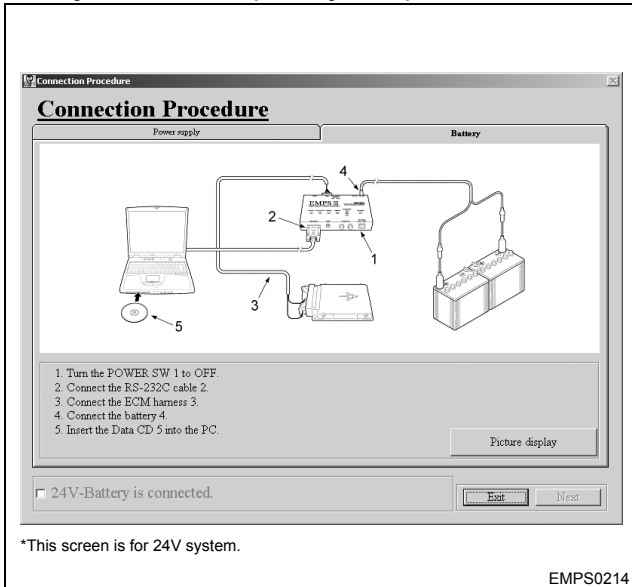 Connection Procedure
Connection Procedure
Power supply
Battery
4
EMPS III
2
1
3
5
1. Turn the POWER SW 1 to OFF.
2. Connect the RS-232C cable 2.
3. Connect the ECM harness 3.
4. Connect the battery 4.
5. Insert the Data CD 5 into the PC.
Picture display
24V-Battery is connected.
Exit
Next
*This screen is for 24V system.
EMPS0214